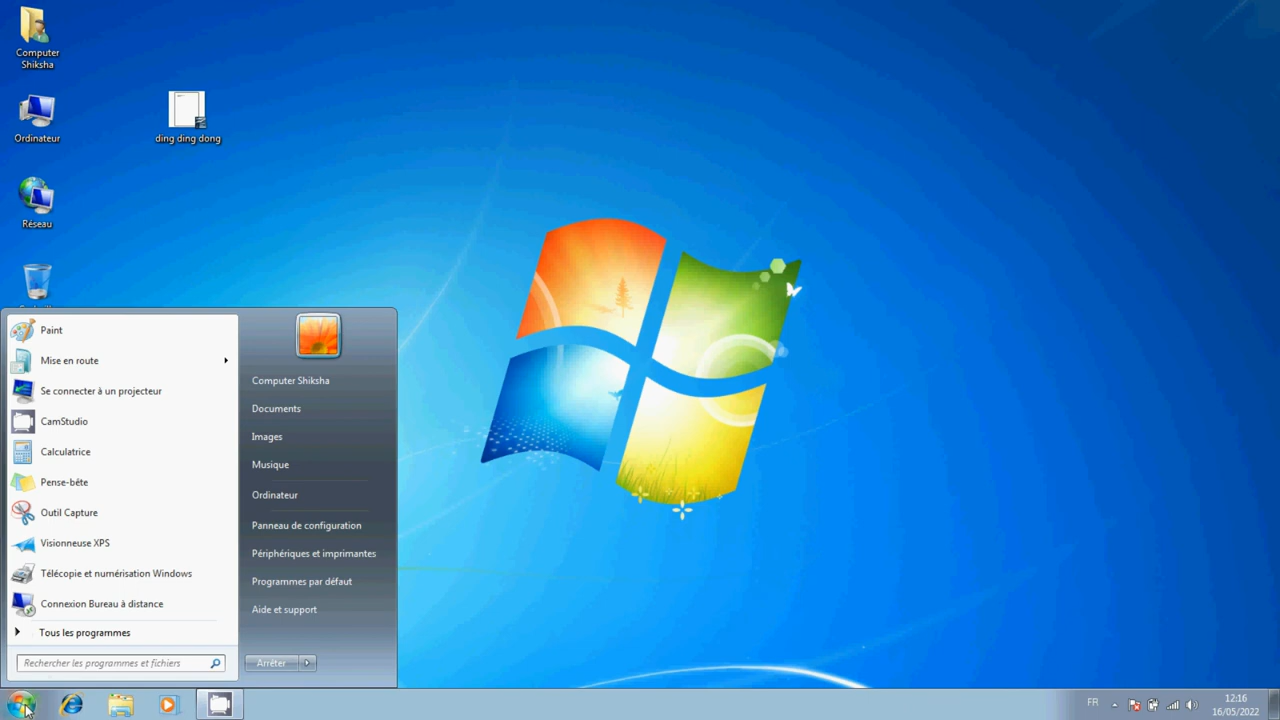 Computer
Shiksha
Ordinateur
ding ding dong
Réseau
Paint
Mise en route
Se connecter à un projecteur
CamStudio
Calculatrice
Pense-bête
Outil Capture
Visionneuse XPS
Télécopie et numérisation Windows
Connexion Bureau à distance
Tous les programmes
Rechercher les programmes et fichiers
Computer Shiksha
Documents
Images
Musique
Ordinateur
Panneau de configuration
Périphériques et imprimantes
Programmes par défaut
Aide et support
Arrêter
FR
12:16
16/05/2022